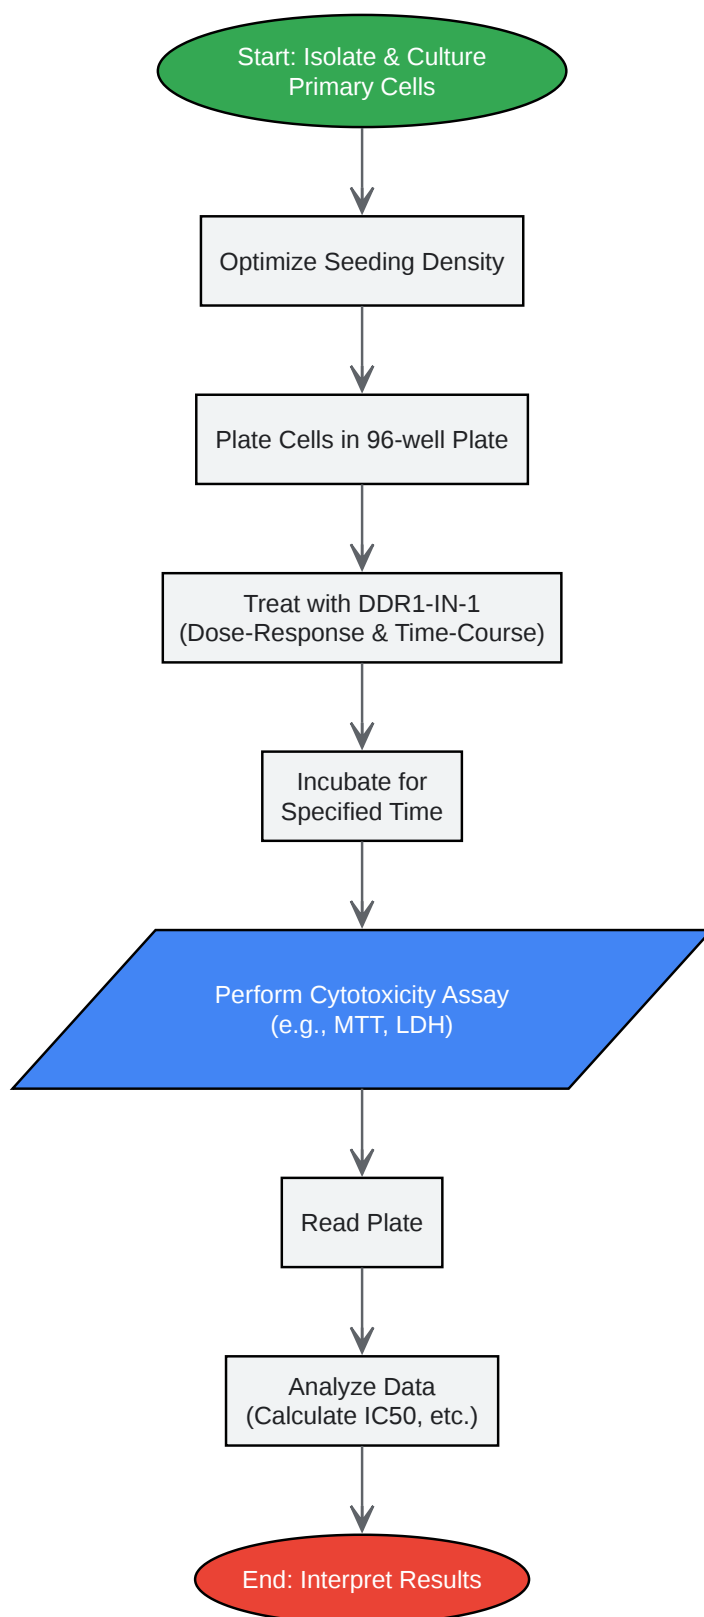 Start: Isolate & Culture
Primary Cells
Optimize Seeding Density
Plate Cells in 96-well Plate
Treat with DDR1-IN-1
(Dose-Response & Time-Course)
Incubate for
Specified Time
Perform Cytotoxicity Assay
(e.g., MTT, LDH)
Read Plate
Analyze Data
(Calculate IC50, etc.)
End: Interpret Results